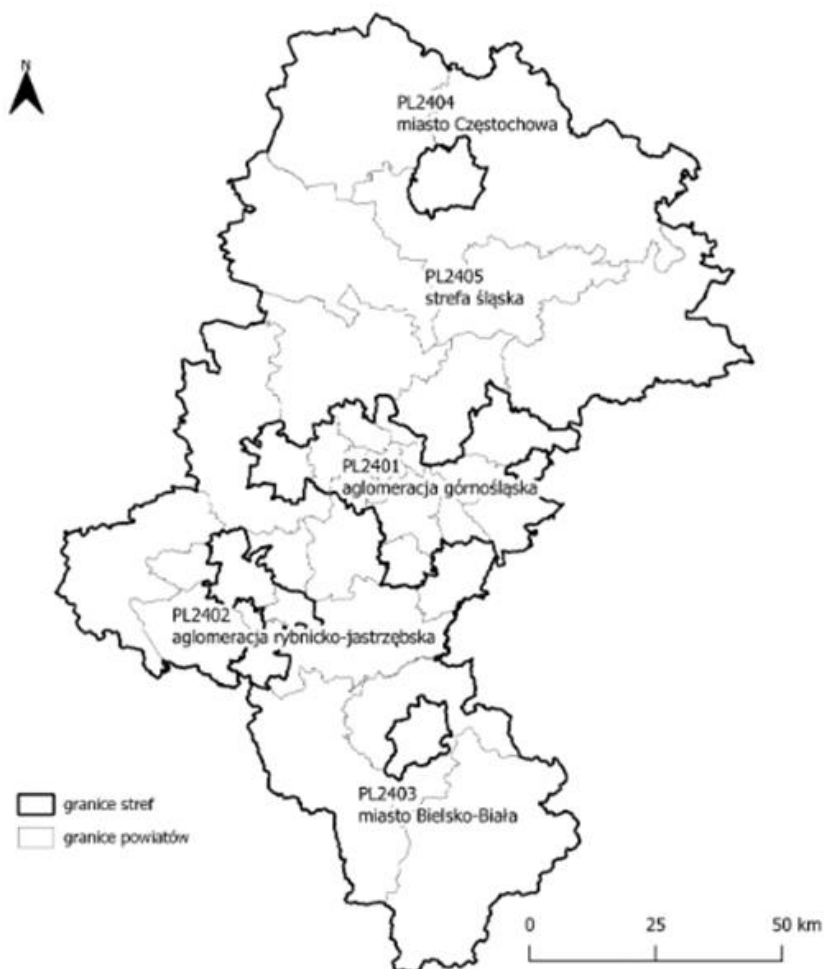 N
PL2404
miasto Częstochowa
PL2405
strefa śląska
PL2401
aglomeracja górnośląska
PL2402
aglomeracja rybnicko-jastrzębska
PL2403
miasto Bielsko-Biała
granice stref
granice powiatów
0 25 50 km